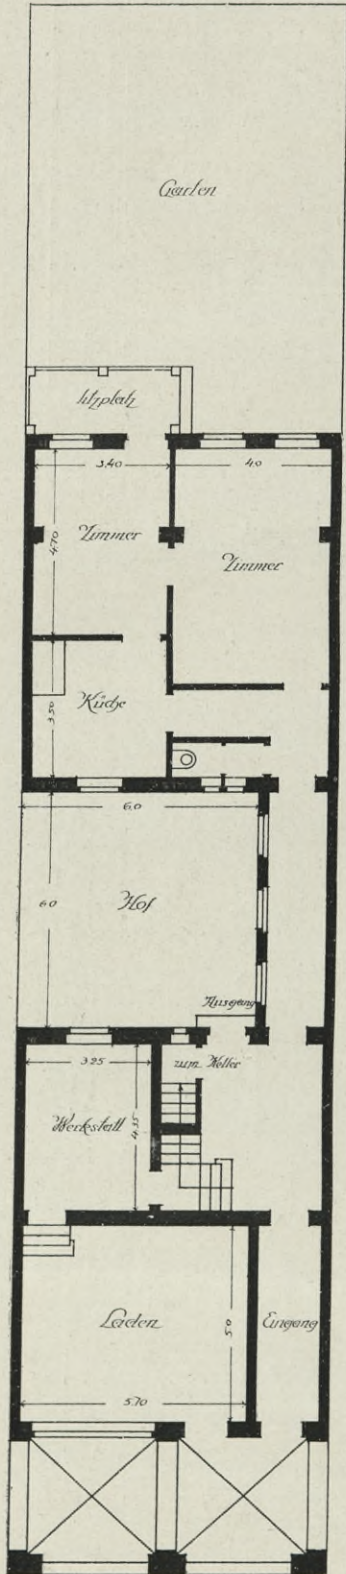 Garten
Sitzplatz
3.40
4.0
4.70
Zimmer
Zimmer
3.50
Küche
6.0
6.0
Hof
Ausgang
zum Keller
3.25
Werkstatt
4.35
Laden
5.0
Eingang
5.70